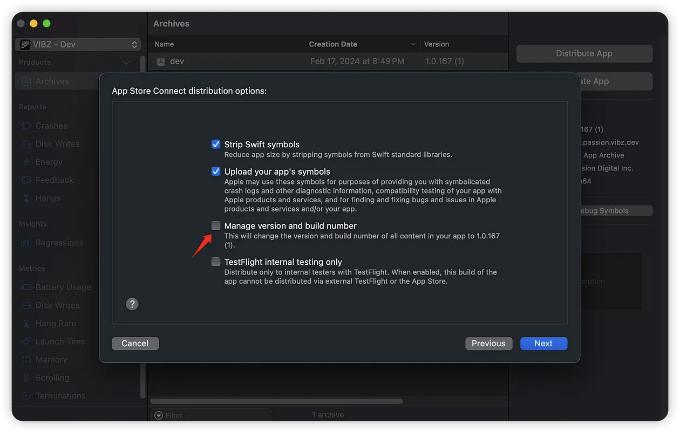 Archives
VIBZ - Dev
Name Creation Date Version
Products
dev Feb 17, 2024 at 8:49 PM 1.0.167 (1)
Distribute App
Archives
App
App Store Connect distribution options:
Reports
Crashes
Disk Writes
Energy
Feedback
Hangs
Insights
Regressions
Metrics
Battery Usage
Disk Writes
Hang Rate
Launch Time
Memory
Scrolling
Terminations
Strip Swift symbols
Reduce app size by stripping symbols from Swift standard libraries.
Upload your app's symbols
Apple may use these symbols for purposes of providing you with symbolicated
crash logs and other diagnostic information, compatibility testing of your app with
Apple products and services, and for finding and fixing bugs and issues in Apple
products and services and/or your app.
Manage version and build number
This will change the version and build number of all content in your app to 1.0.167
(1).
TestFlight internal testing only
Distribute only to internal testers with TestFlight. When enabled, this build of the
app cannot be distributed via external TestFlight or the App Store.
?
Cancel
Previous
Next
167 (1)
.passion.vibz.dev
App Archive
sion Digital Inc.
64
bug Symbols
ription
Filter
1 archive